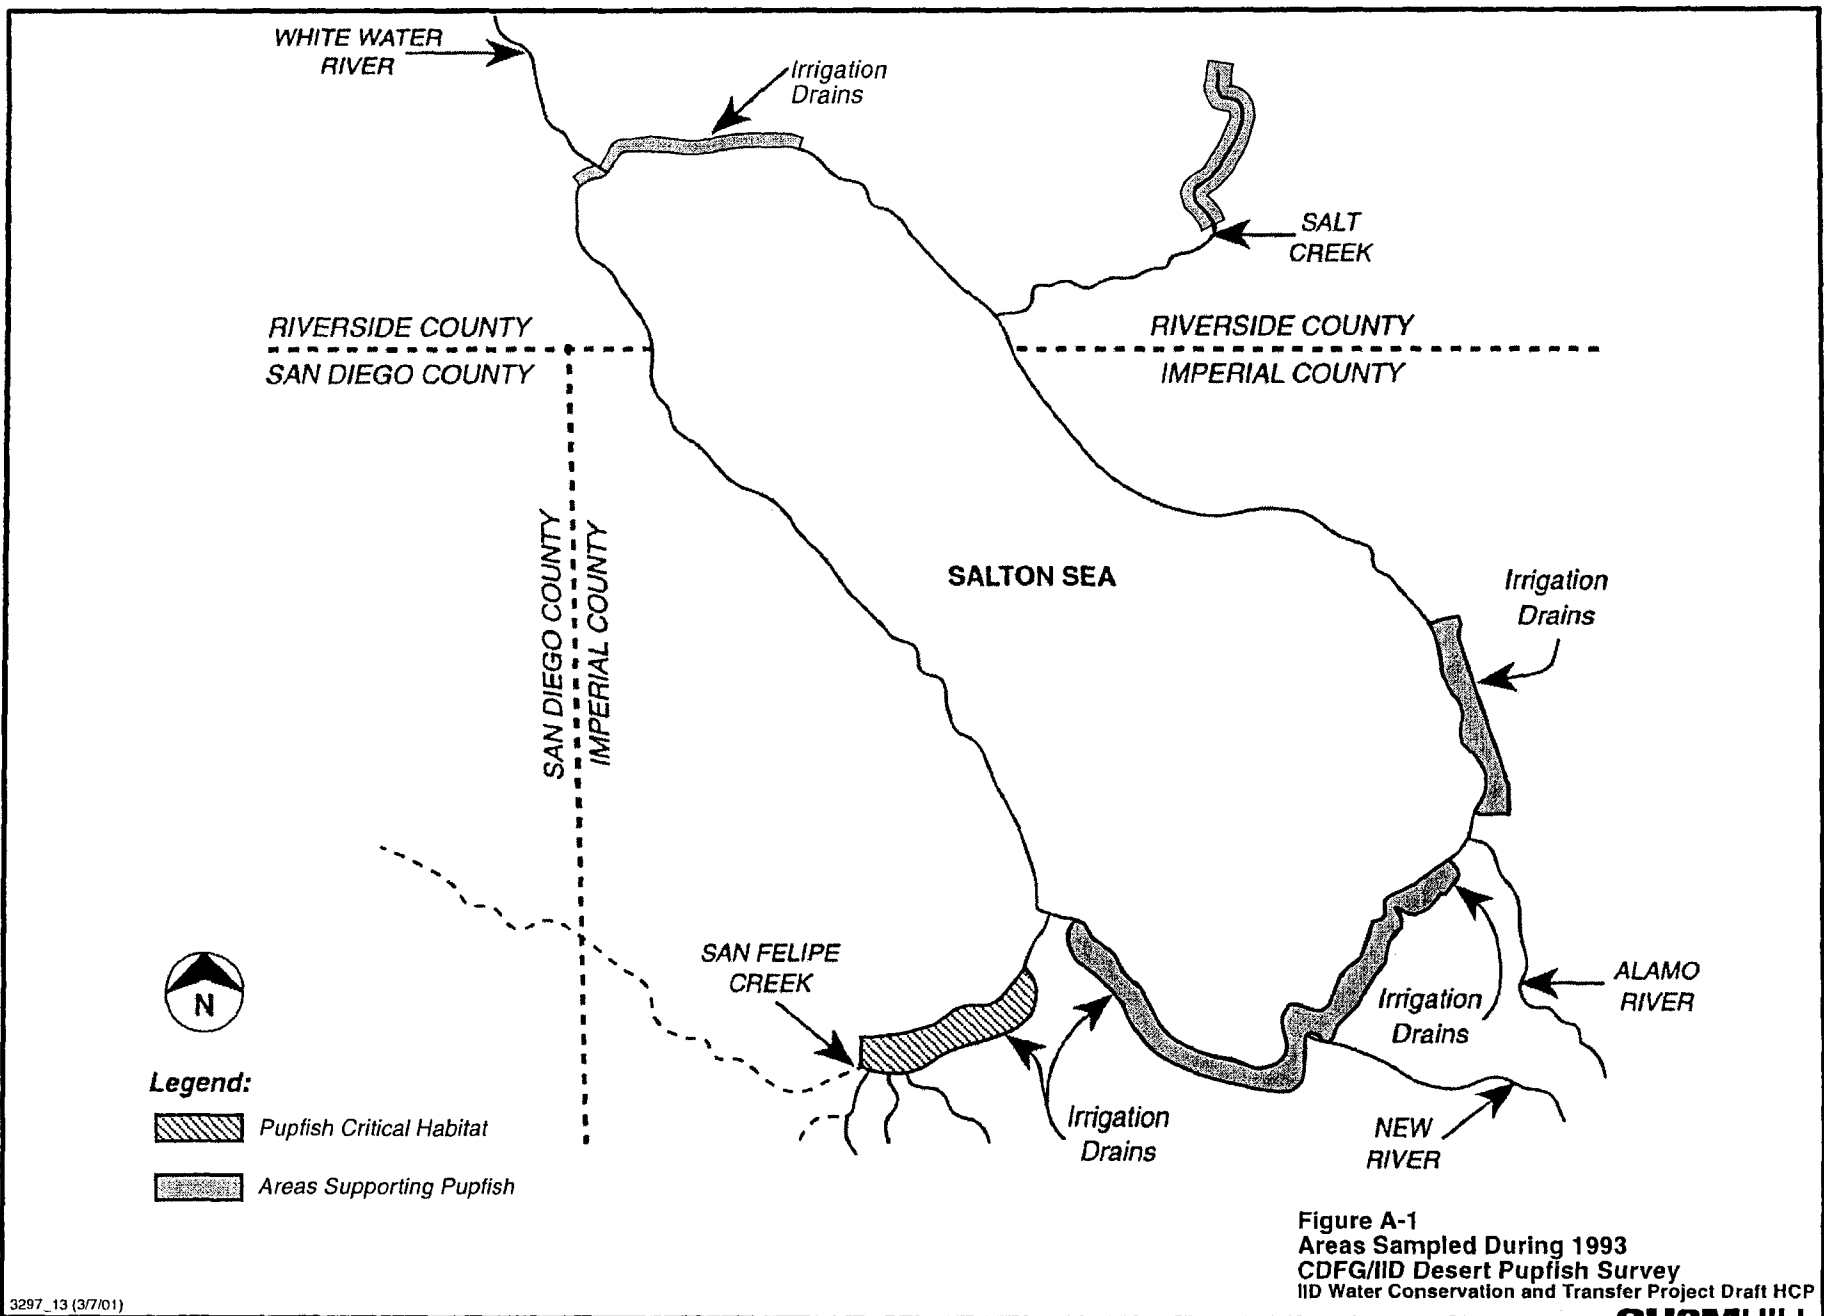 WHITE WATER
RIVER
Irrigation
Drains
SALT
CREEK
RIVERSIDE COUNTY
SAN DIEGO COUNTY
RIVERSIDE COUNTY
IMPERIAL COUNTY
SAN DIEGO COUNTY
IMPERIAL COUNTY
SALTON SEA
Irrigation
Drains
SAN FELIPE
CREEK
N
Irrigation
Drains
ALAMO
RIVER
Irrigation
Drains
NEW
RIVER
Legend:
Pupfish Critical Habitat
Areas Supporting Pupfish
Figure A-1
Areas Sampled During 1993
CDFG/IID Desert Pupfish Survey
IID Water Conservation and Transfer Project Draft HCP
3297_13 (3/7/01)